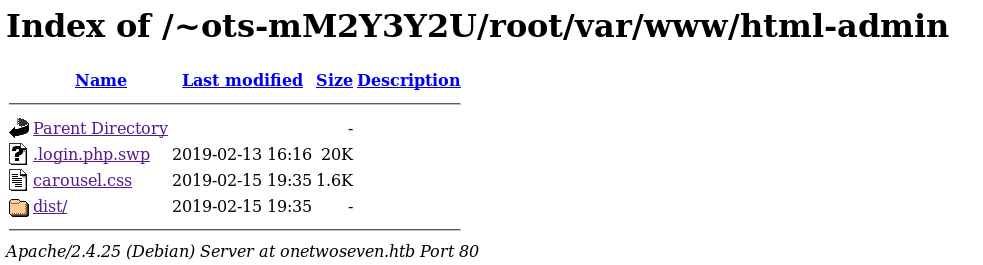 Index of /~ots-mM2Y3Y2U/root/var/www/html-admin
Name Last modified Size Description
Parent Directory -
.login.php.swp 2019-02-13 16:16 20K
carousel.css 2019-02-15 19:35 1.6K
dist/ 2019-02-15 19:35 -
Apache/2.4.25 (Debian) Server at onetwoseven.htb Port 80